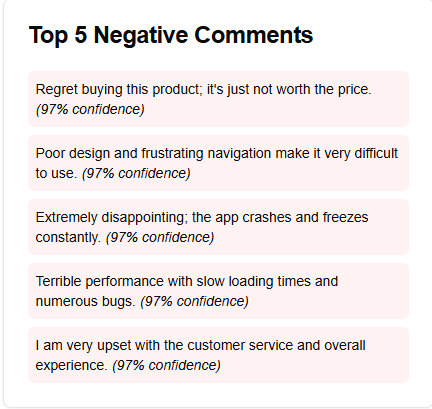 Top 5 Negative Comments
Regret buying this product; it's just not worth the price.
(97% confidence)
Poor design and frustrating navigation make it very difficult
to use. (97% confidence)
Extremely disappointing; the app crashes and freezes
constantly. (97% confidence)
Terrible performance with slow loading times and
numerous bugs. (97% confidence)
I am very upset with the customer service and overall
experience. (97% confidence)